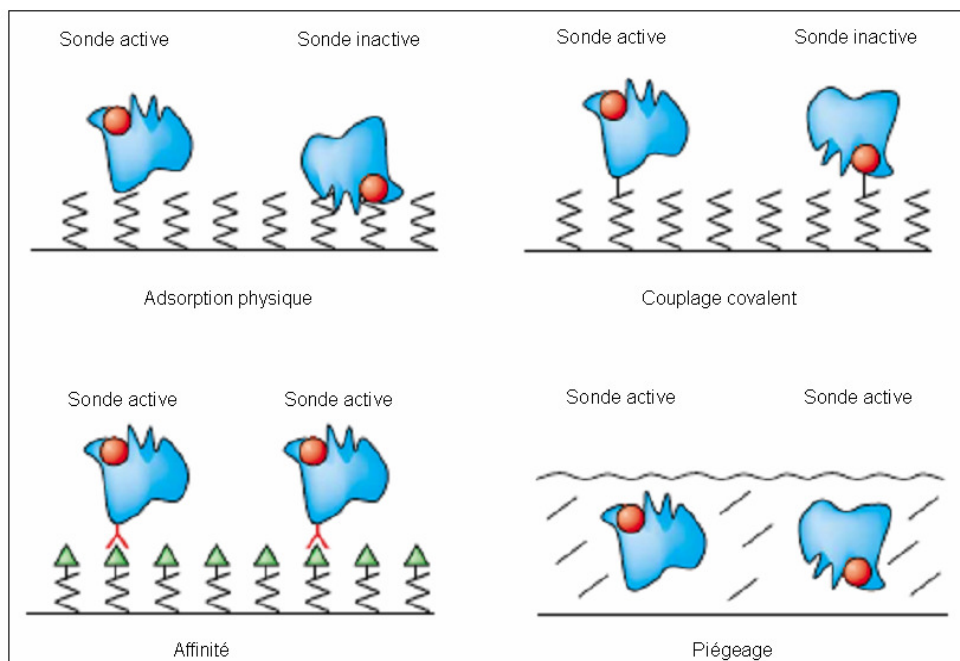 Sonde active Sonde inactive
Adsorption physique
Sonde active Sonde inactive
Couplage covalent
Sonde active Sonde active
Affinité
Sonde active Sonde active
Piégeage